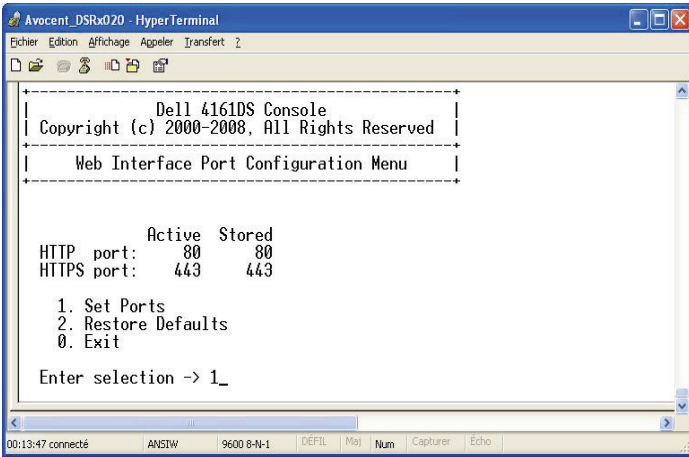 Avocent_DSRx020 - HyperTerminal
Fichier Edition Affichage Appeler Transfert ?
Dell 4161DS Console
Copyright (c) 2000-2008, All Rights Reserved
Web Interface Port Configuration Menu
Active Stored
HTTP port: 80 80
HTTPS port: 443 443
1. Set Ports
2. Restore Defaults
0. Exit
Enter selection -> 1_
00:13:47 connecté ANSIW 9600 8-N-1 DÉFIL Maj Num Capturer Écho